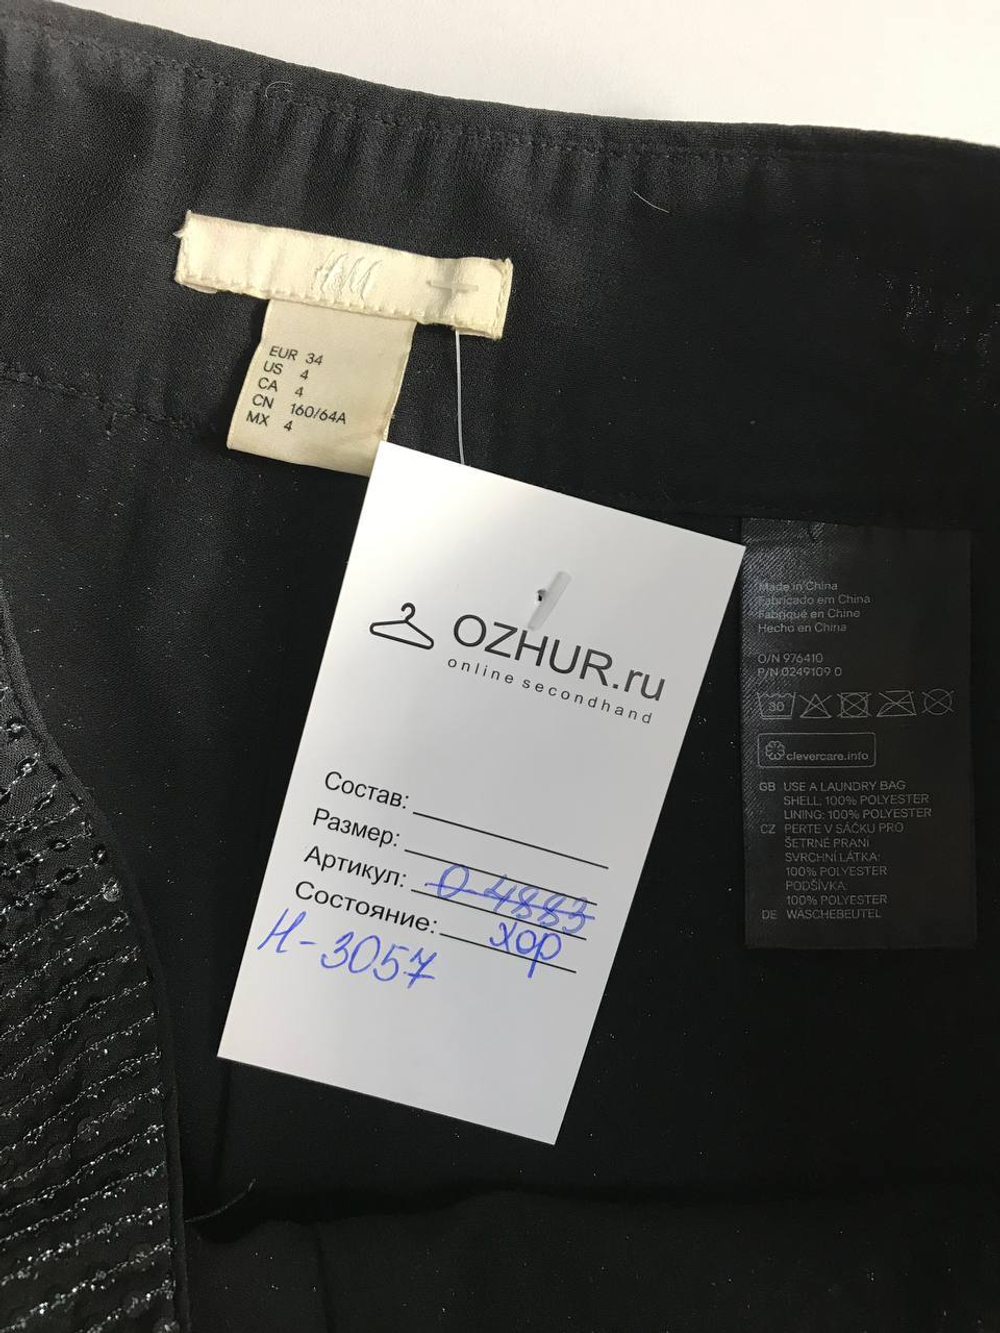 H&M
EUR 34
US 4
CA 4
CN 160/64A
MX 4
OZHUR.ru
online secondhand
Состав:
Размер:
Артикул: 0-4883
Состояние: хор
Н-3057
Made in China
Fabricado em China
Fabriqué en Chine
Hecho en China
O/N 976410
P/N 0249109 0
30
clevercare.info
GB USE A LAUNDRY BAG
SHELL: 100% POLYESTER
LINING: 100% POLYESTER
CZ PERTE V SÁČKU PRO
ŠETRNÉ PRANÍ
SVRCHNÍ LÁTKA:
100% POLYESTER
PODŠÍVKA:
100% POLYESTER
DE WÄSCHEBEUTEL